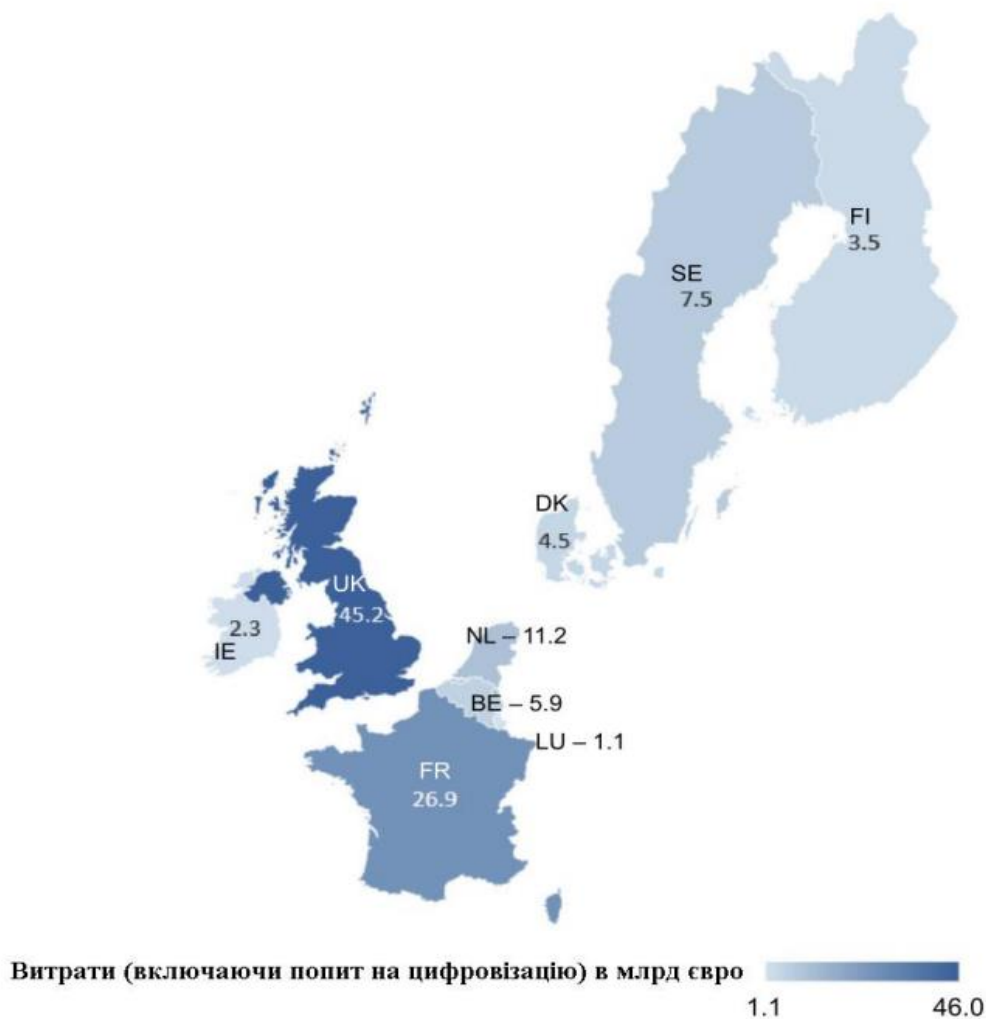 FI
3.5
SE
7.5
DK
4.5
UK
45.2
2.3
IE
NL – 11.2
BE – 5.9
LU – 1.1
FR
26.9
Витрати (включаючи попит на цифровізацію) в млрд євро
1.1 46.0